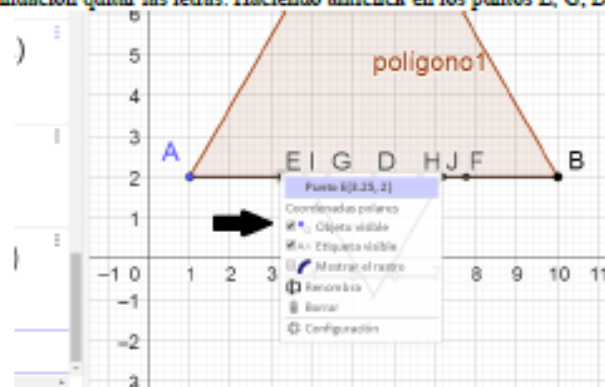 quitar las letras. Haciendo anticlick en los puntos E, G, D
)
6
5
poligono1
4
3
A
E I G D H J F
B
2
Punto E(3.25, 2)
Coordenadas polares
1
Objeto visible
Etiqueta visible
−1 0 1 2 3 7 8 9 10 11
Mostrar el rastro
−1
Renombra
Borrar
−2
Configuración
3